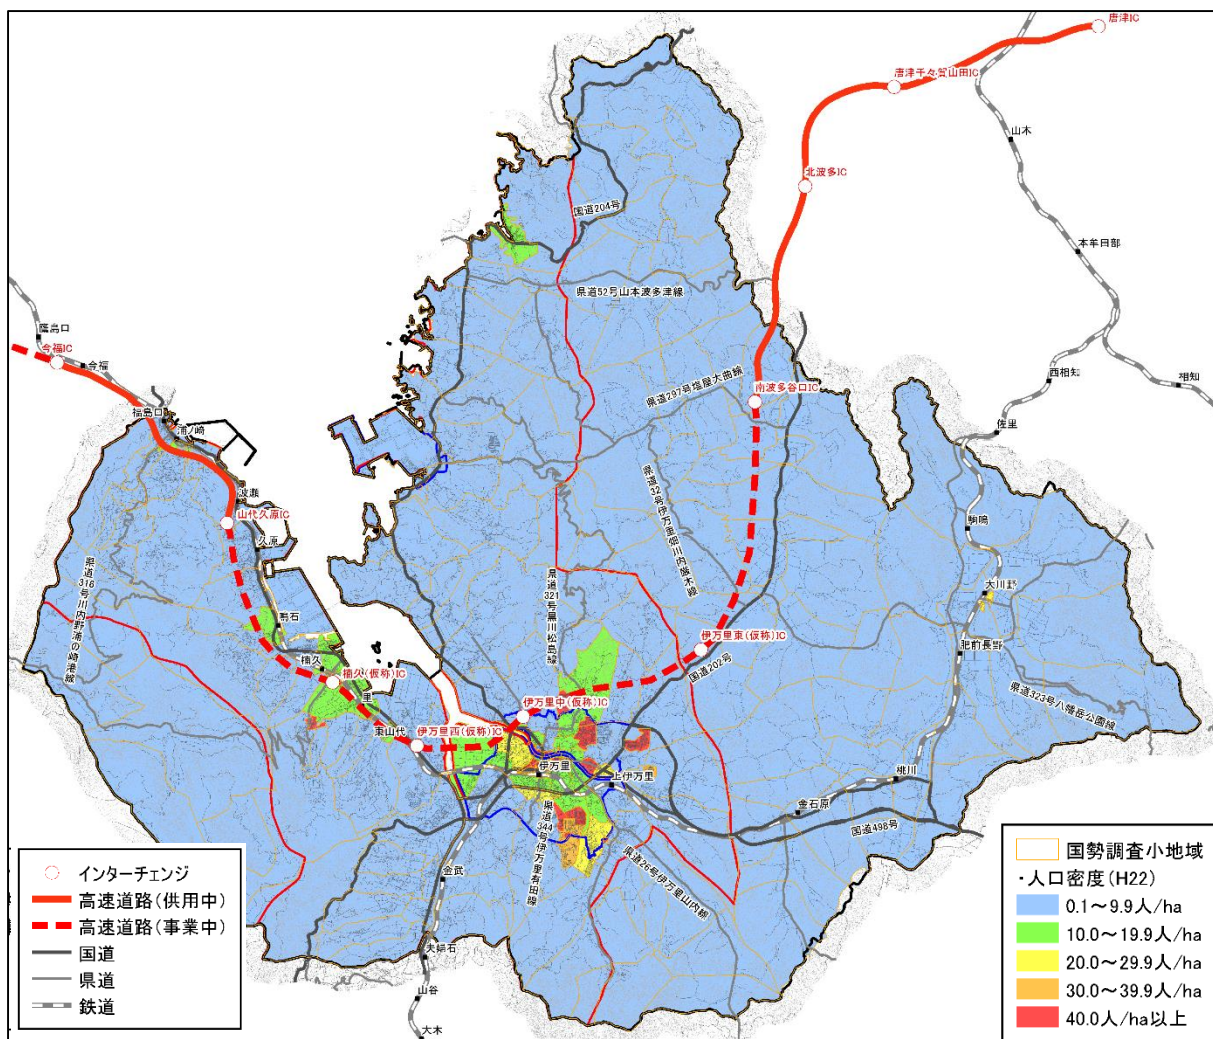 唐津IC
唐津千々賀山田IC
山本
北波多IC
国道204号
本牟田部
県道52号山本波多津線
鷹島口
今福IC
今福
西相知
相知
県道297号塩屋大曲線
南波多谷口IC
福島口
浦ノ崎
佐里
波瀬
山代久原IC
久原
県道32号伊万里畑川内厳木線
駒鳴
県道316号川内野浦の崎港線
県道321号黒川松島線
大川野
鳴石
伊万里東(仮称)IC
肥前長野
楠久
楠久(仮称)IC
里
国道202号
県道323号八幡岳公園線
伊万里中(仮称)IC
東山代
伊万里西(仮称)IC
伊万里
上伊万里
桃川
金石原
国道498号
県道344号伊万里有田線
県道26号伊万里山内線
金武
夫婦石
山谷
大木
インターチェンジ
高速道路(供用中)
高速道路(事業中)
国道
県道
鉄道
国勢調査小地域
・人口密度(H22)
0.1～9.9人/ha
10.0～19.9人/ha
20.0～29.9人/ha
30.0～39.9人/ha
40.0人/ha以上